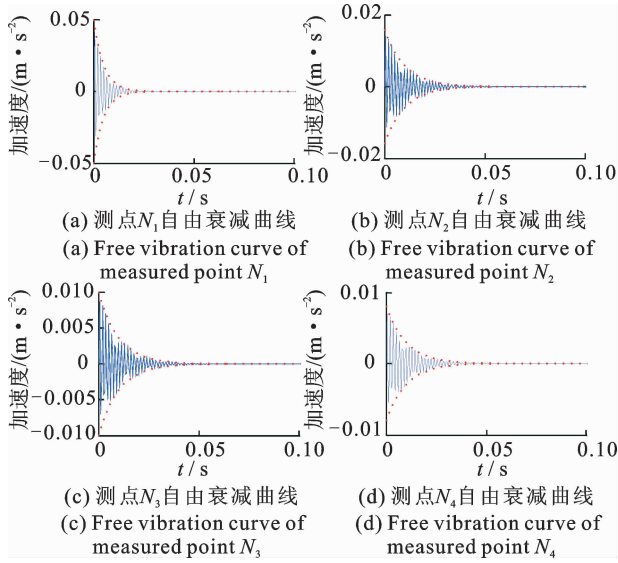 加速度/(m·s⁻²)
0.05
0
−0.05
0
0.05
0.10
t / s
(a) 测点N₁自由衰减曲线
(a) Free vibration curve of
measured point N₁
加速度/(m·s⁻²)
0.02
0
−0.02
0
0.05
0.10
t / s
(b) 测点N₂自由衰减曲线
(b) Free vibration curve of
measured point N₂
加速度/(m·s⁻²)
0.010
0.005
0
−0.005
−0.010
0
0.05
0.10
t / s
(c) 测点N₃自由衰减曲线
(c) Free vibration curve of
measured point N₃
加速度/(m·s⁻²)
0.01
0
−0.01
0
0.05
0.10
t / s
(d) 测点N₄自由衰减曲线
(d) Free vibration curve of
measured point N₄